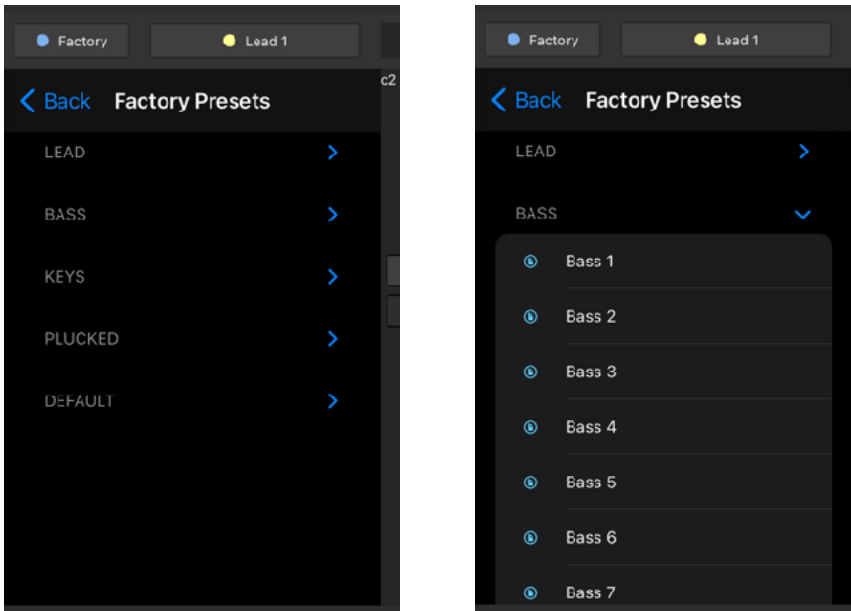 Factory
Lead 1
c2
Back
Factory Presets
LEAD
BASS
KEYS
PLUCKED
DEFAULT
Factory
Lead 1
Back
Factory Presets
LEAD
BASS
Bass 1
Bass 2
Bass 3
Bass 4
Bass 5
Bass 6
Bass 7